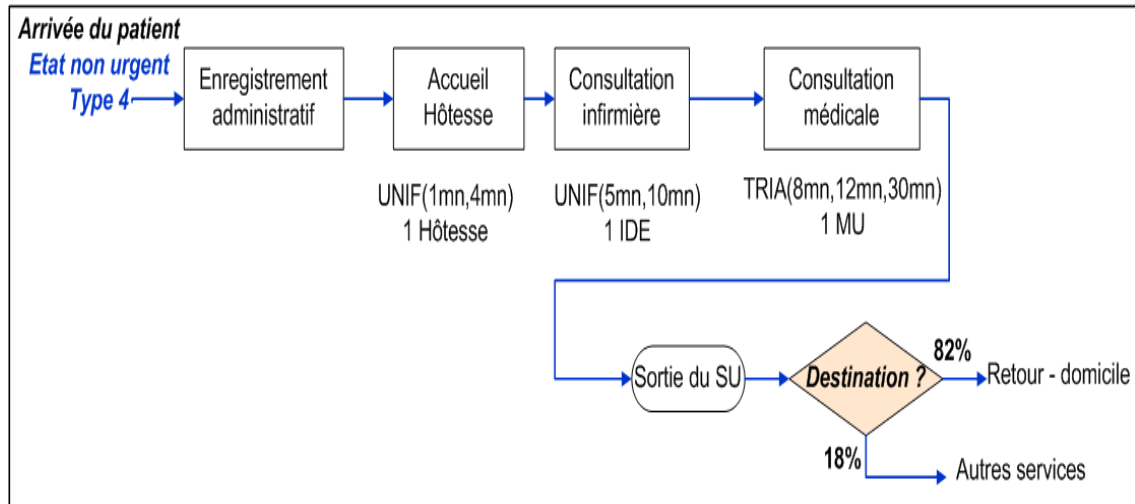 Arrivée du patient
Etat non urgent
Type 4
Enregistrement
administratif
Accueil
Hôtesse
Consultation
infirmière
Consultation
médicale
UNIF(1mn,4mn)
1 Hôtesse
UNIF(5mn,10mn)
1 IDE
TRIA(8mn,12mn,30mn)
1 MU
Sortie du SU
Destination ?
82%
Retour - domicile
18%
Autres services